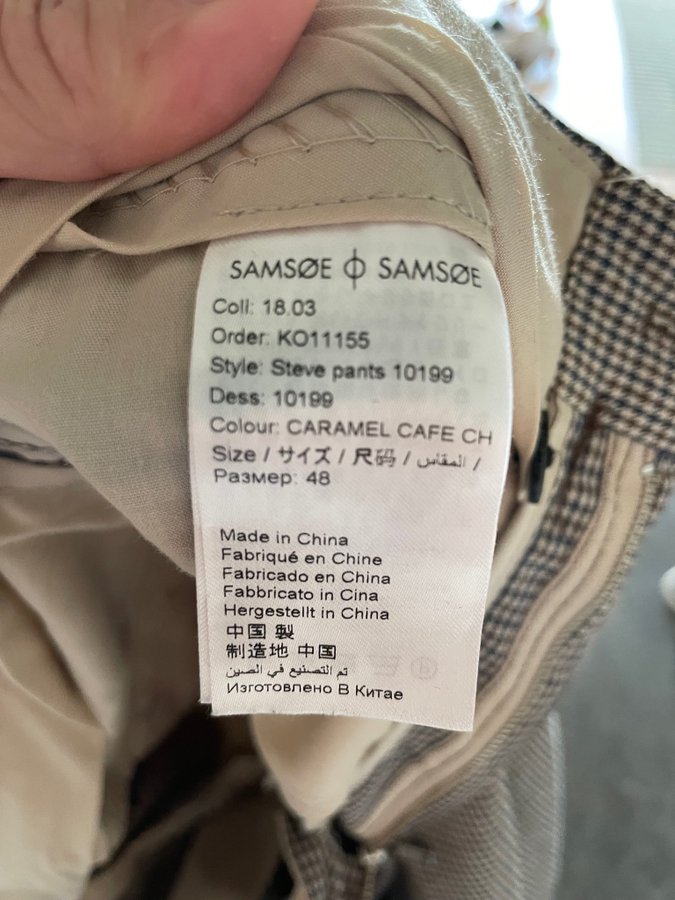 SAMSØE ϕ SAMSØE
Coll: 18.03
Order: KO11155
Style: Steve pants 10199
Dess: 10199
Colour: CARAMEL CAFE CH
Size / サイズ / 尺码 / المقاس /
Размер: 48
Made in China
Fabriqué en Chine
Fabricado en China
Fabbricato in Cina
Hergestellt in China
中国 製
制造地 中国
تم التصنيع في الصين
Изготовлено В Китае